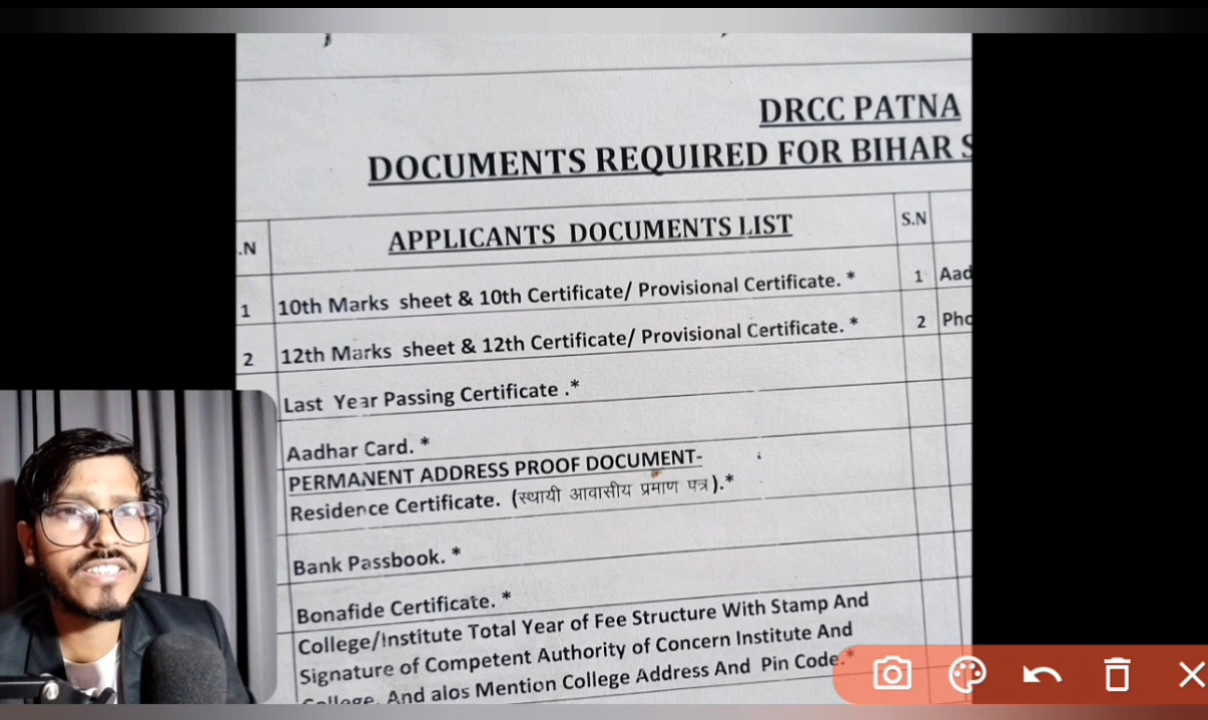 DRCC PATNA
DOCUMENTS REQUIRED FOR BIHAR S
.N APPLICANTS DOCUMENTS LIST S.N
1 10th Marks sheet & 10th Certificate/ Provisional Certificate. * 1 Aad
2 12th Marks sheet & 12th Certificate/ Provisional Certificate. * 2 Pho
Last Year Passing Certificate .*
Aadhar Card. *
PERMANENT ADDRESS PROOF DOCUMENT-
Residence Certificate. (स्थायी आवासीय प्रमाण पत्र).*
Bank Passbook. *
Bonafide Certificate. *
College/Institute Total Year of Fee Structure With Stamp And
Signature of Competent Authority of Concern Institute And
College. And alos Mention College Address And Pin Code.*